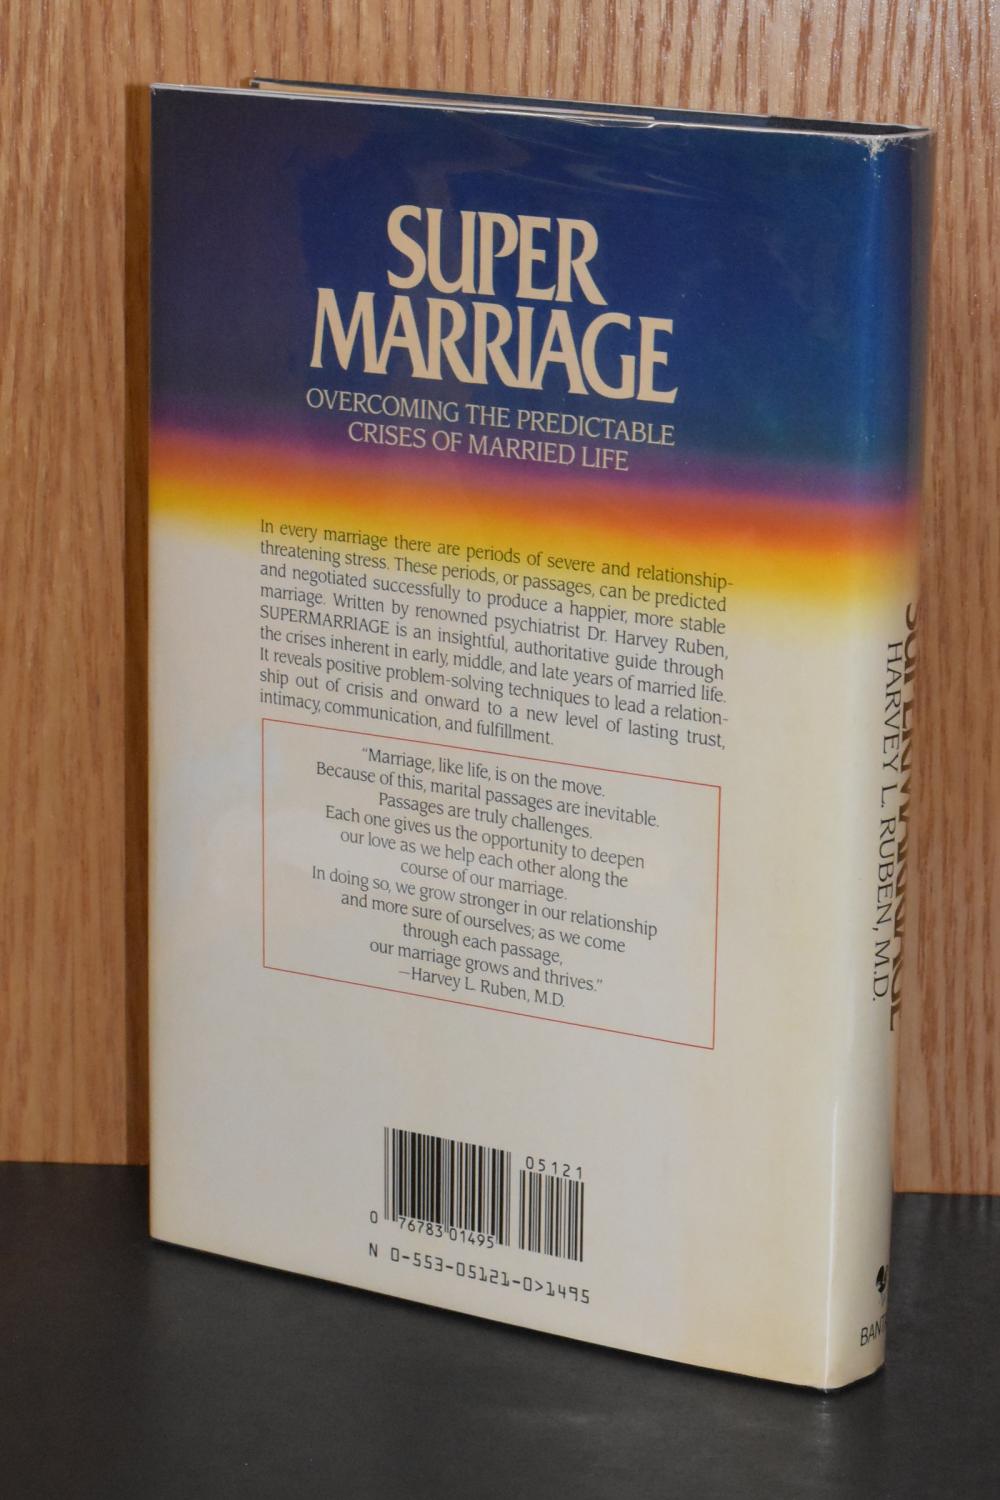 SUPER
MARRIAGE
OVERCOMING THE PREDICTABLE
CRISES OF MARRIED LIFE
In every marriage there are periods of severe and relationship-
threatening stress. These periods, or passages, can be predicted
and negotiated successfully to produce a happier, more stable
marriage. Written by renowned psychiatrist Dr. Harvey Ruben,
SUPERMARRIAGE is an insightful, authoritative guide through
the crises inherent in early, middle, and late years of married life.
It reveals positive problem-solving techniques to lead a relation-
ship out of crisis and onward to a new level of lasting trust,
intimacy, communication, and fulfillment.
"Marriage, like life, is on the move.
Because of this, marital passages are inevitable.
Passages are truly challenges.
Each one gives us the opportunity to deepen
our love as we help each other along the
course of our marriage.
In doing so, we grow stronger in our relationship
and more sure of ourselves; as we come
through each passage,
our marriage grows and thrives."
—Harvey L. Ruben, M.D.
05121
0 76783 01495
N 0-553-05121-0>1495
SUPERMARRIAGE
HARVEY L. RUBEN, M.D.